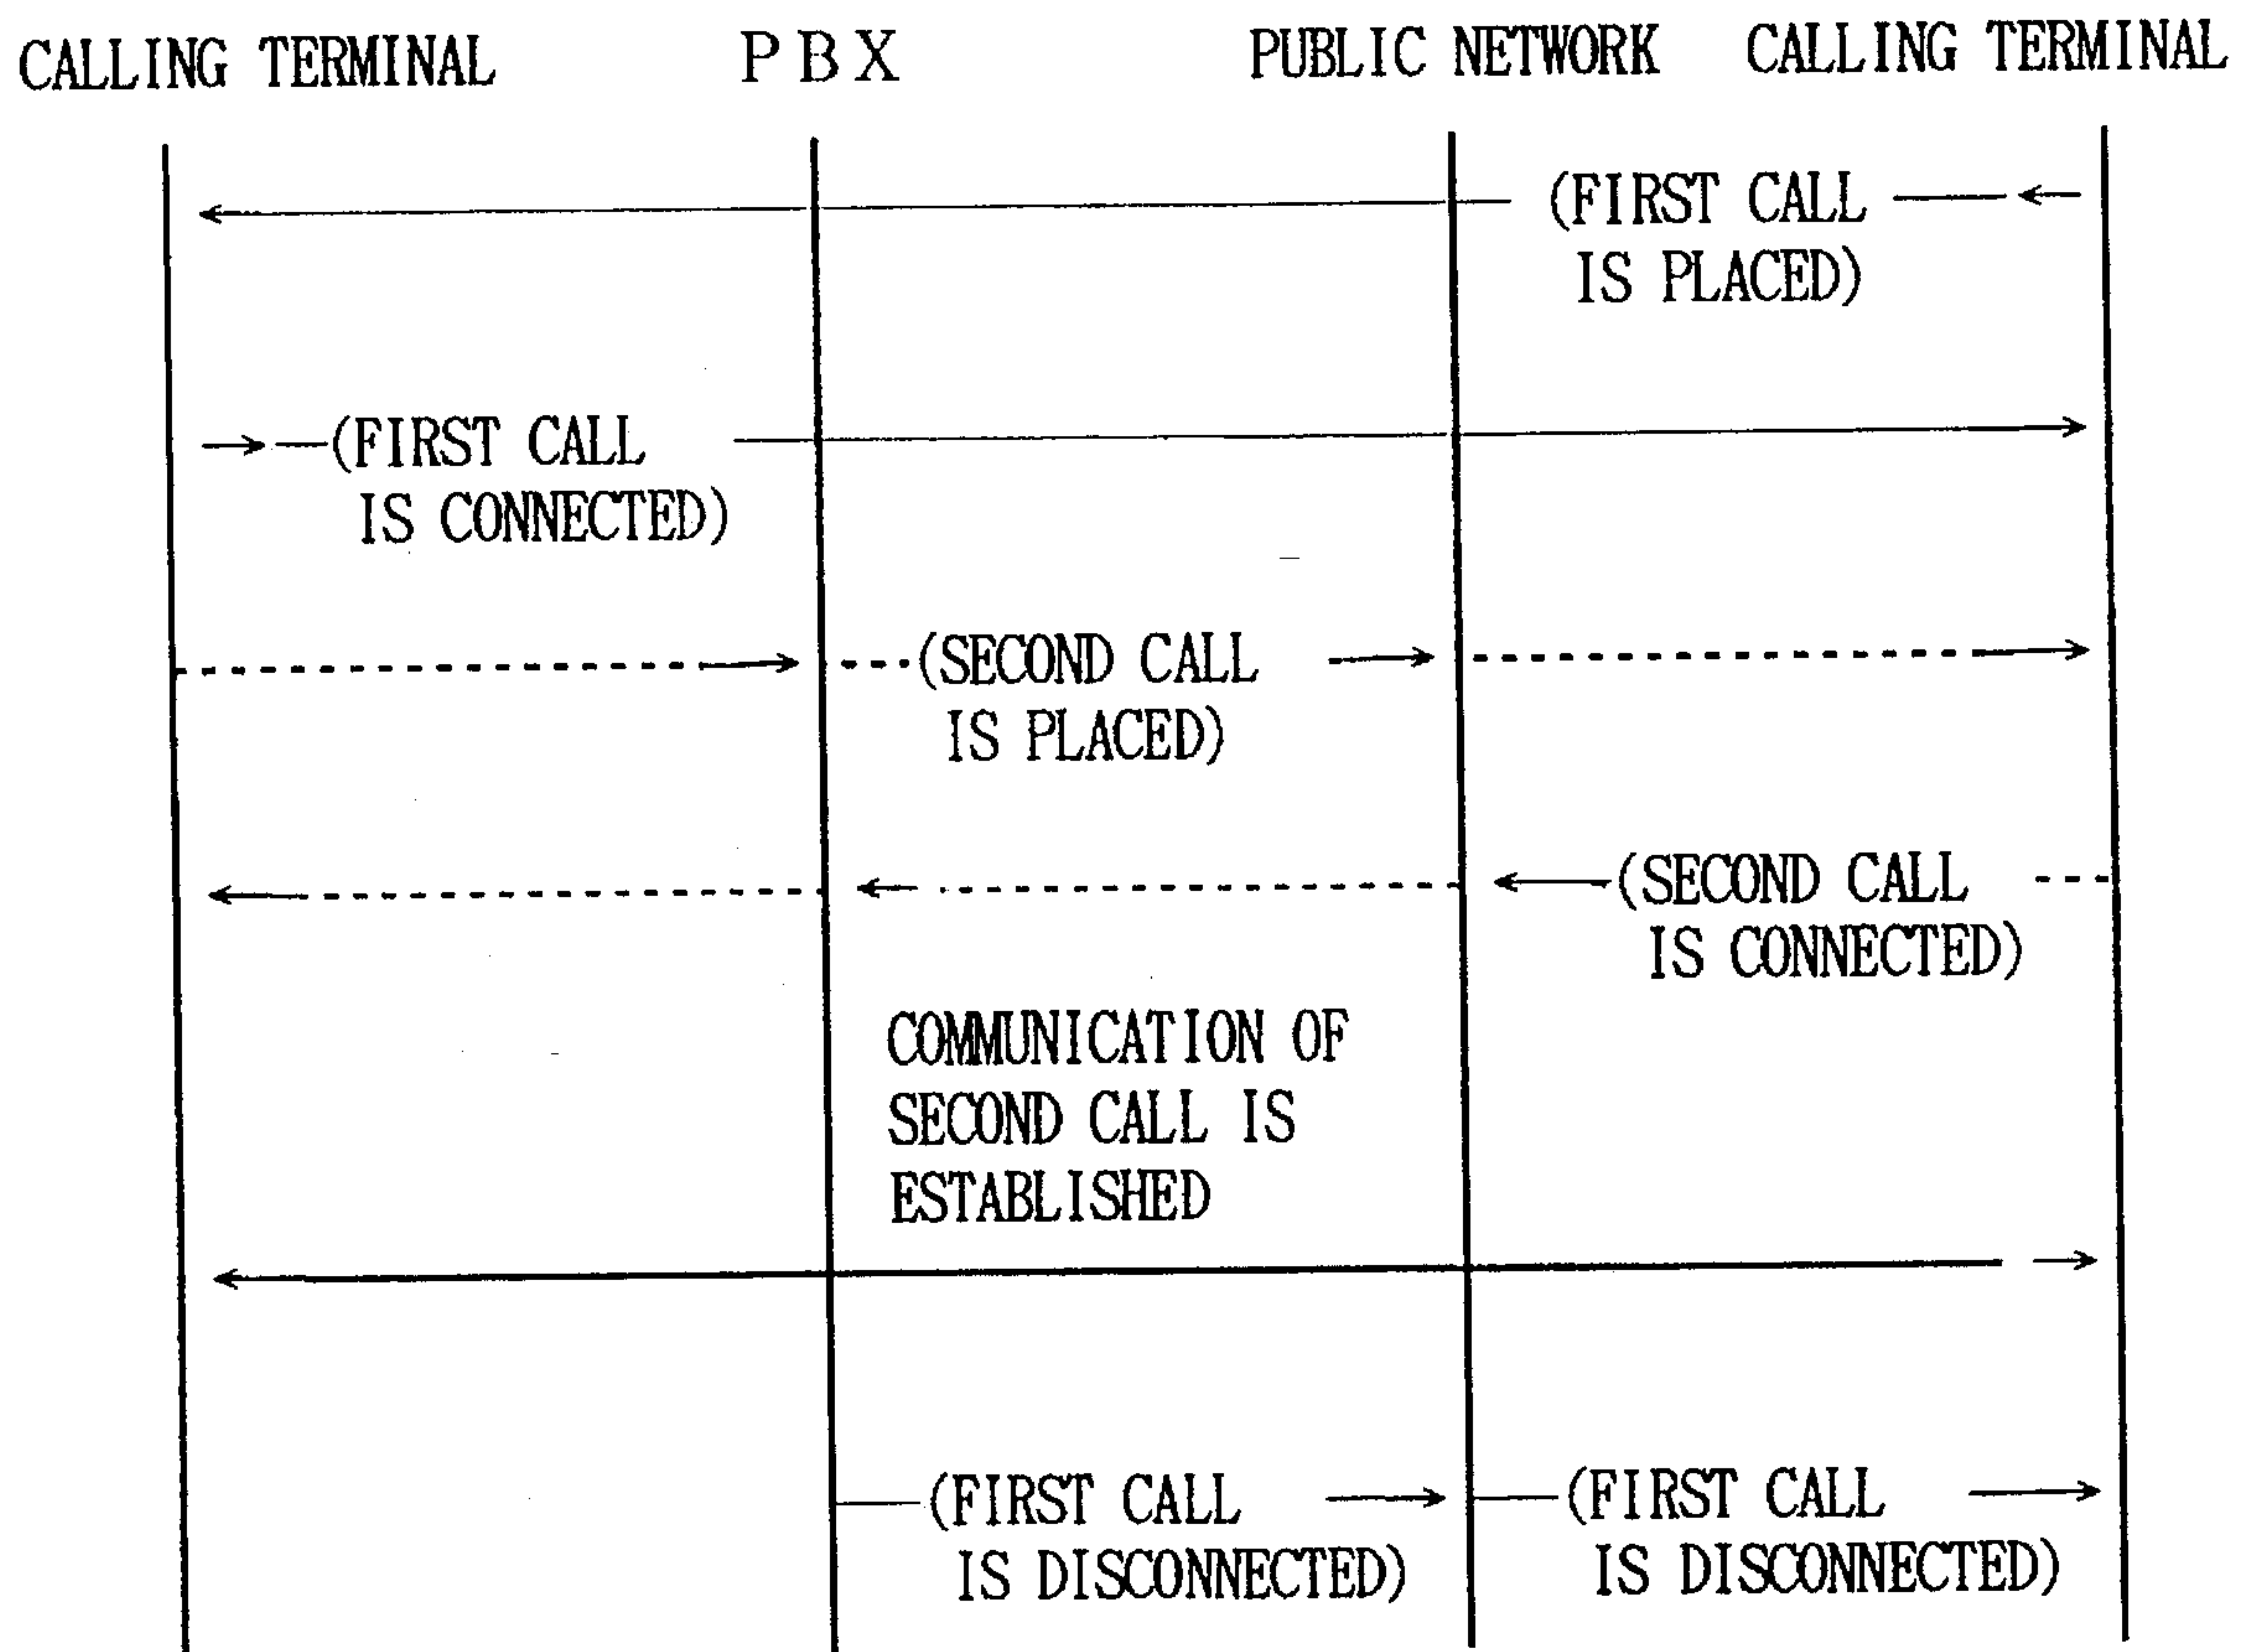 CALLING TERMINAL
PBX
PUBLIC NETWORK
CALLING TERMINAL
(FIRST CALL
IS PLACED)
(FIRST CALL
IS CONNECTED)
(SECOND CALL
IS PLACED)
(SECOND CALL
IS CONNECTED)
COMMUNICATION OF
SECOND CALL IS
ESTABLISHED
(FIRST CALL
IS DISCONNECTED)
(FIRST CALL
IS DISCONNECTED)